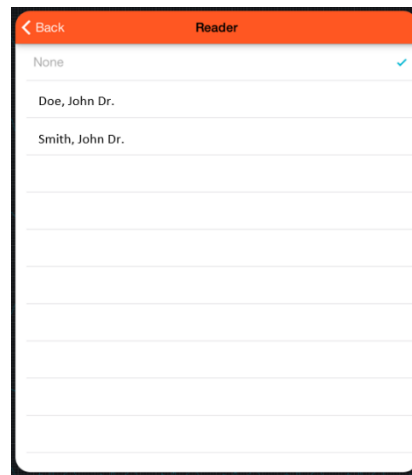 Back Reader
None
Doe, John Dr.
Smith, John Dr.